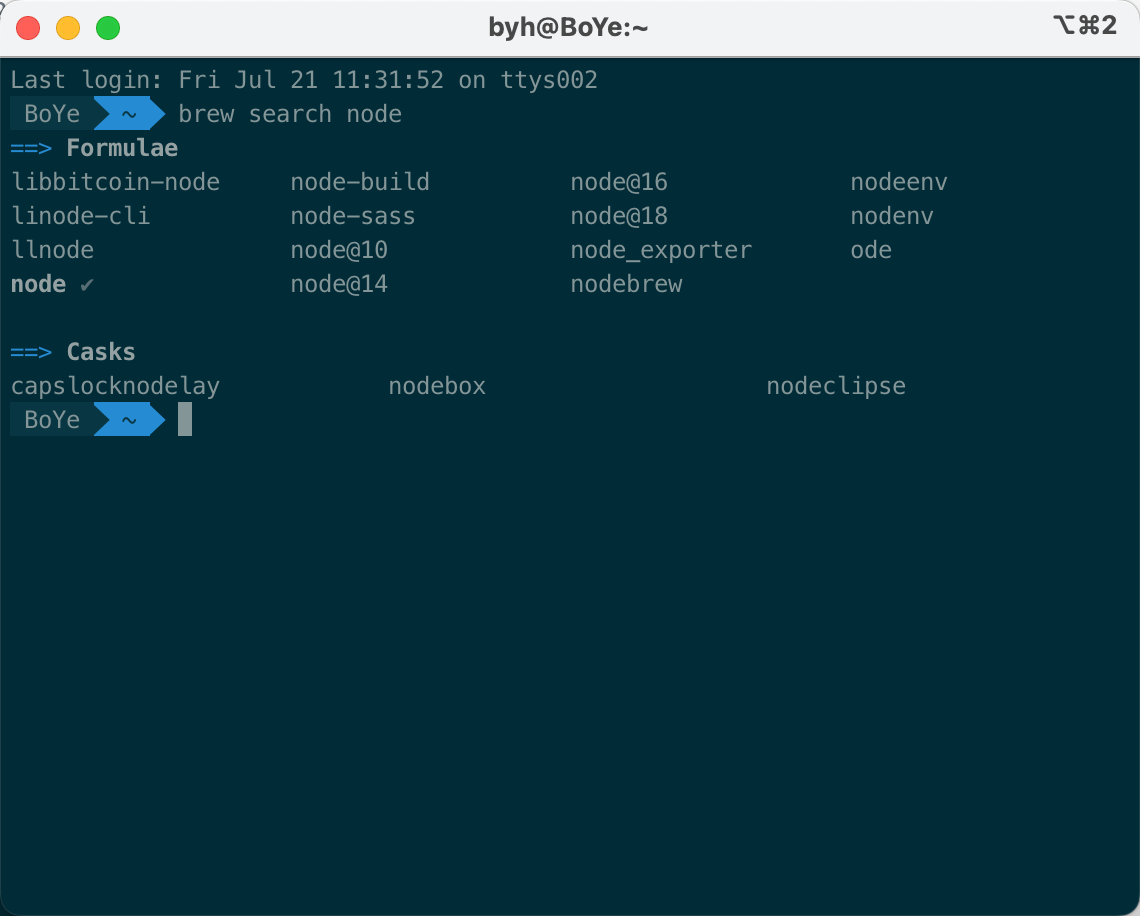 byh@BoYe:~ ⌥⌘2
Last login: Fri Jul 21 11:31:52 on ttys002
BoYe ~ brew search node
==> Formulae
libbitcoin-node node-build node@16 nodeenv
linode-cli node-sass node@18 nodenv
llnode node@10 node_exporter ode
node ✔ node@14 nodebrew
==> Casks
capslocknodelay nodebox nodeclipse
BoYe ~